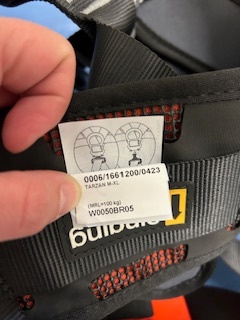 0006/1661200/0423
TARZAN M-XL
(MRL=100 kg)
W0050BR05